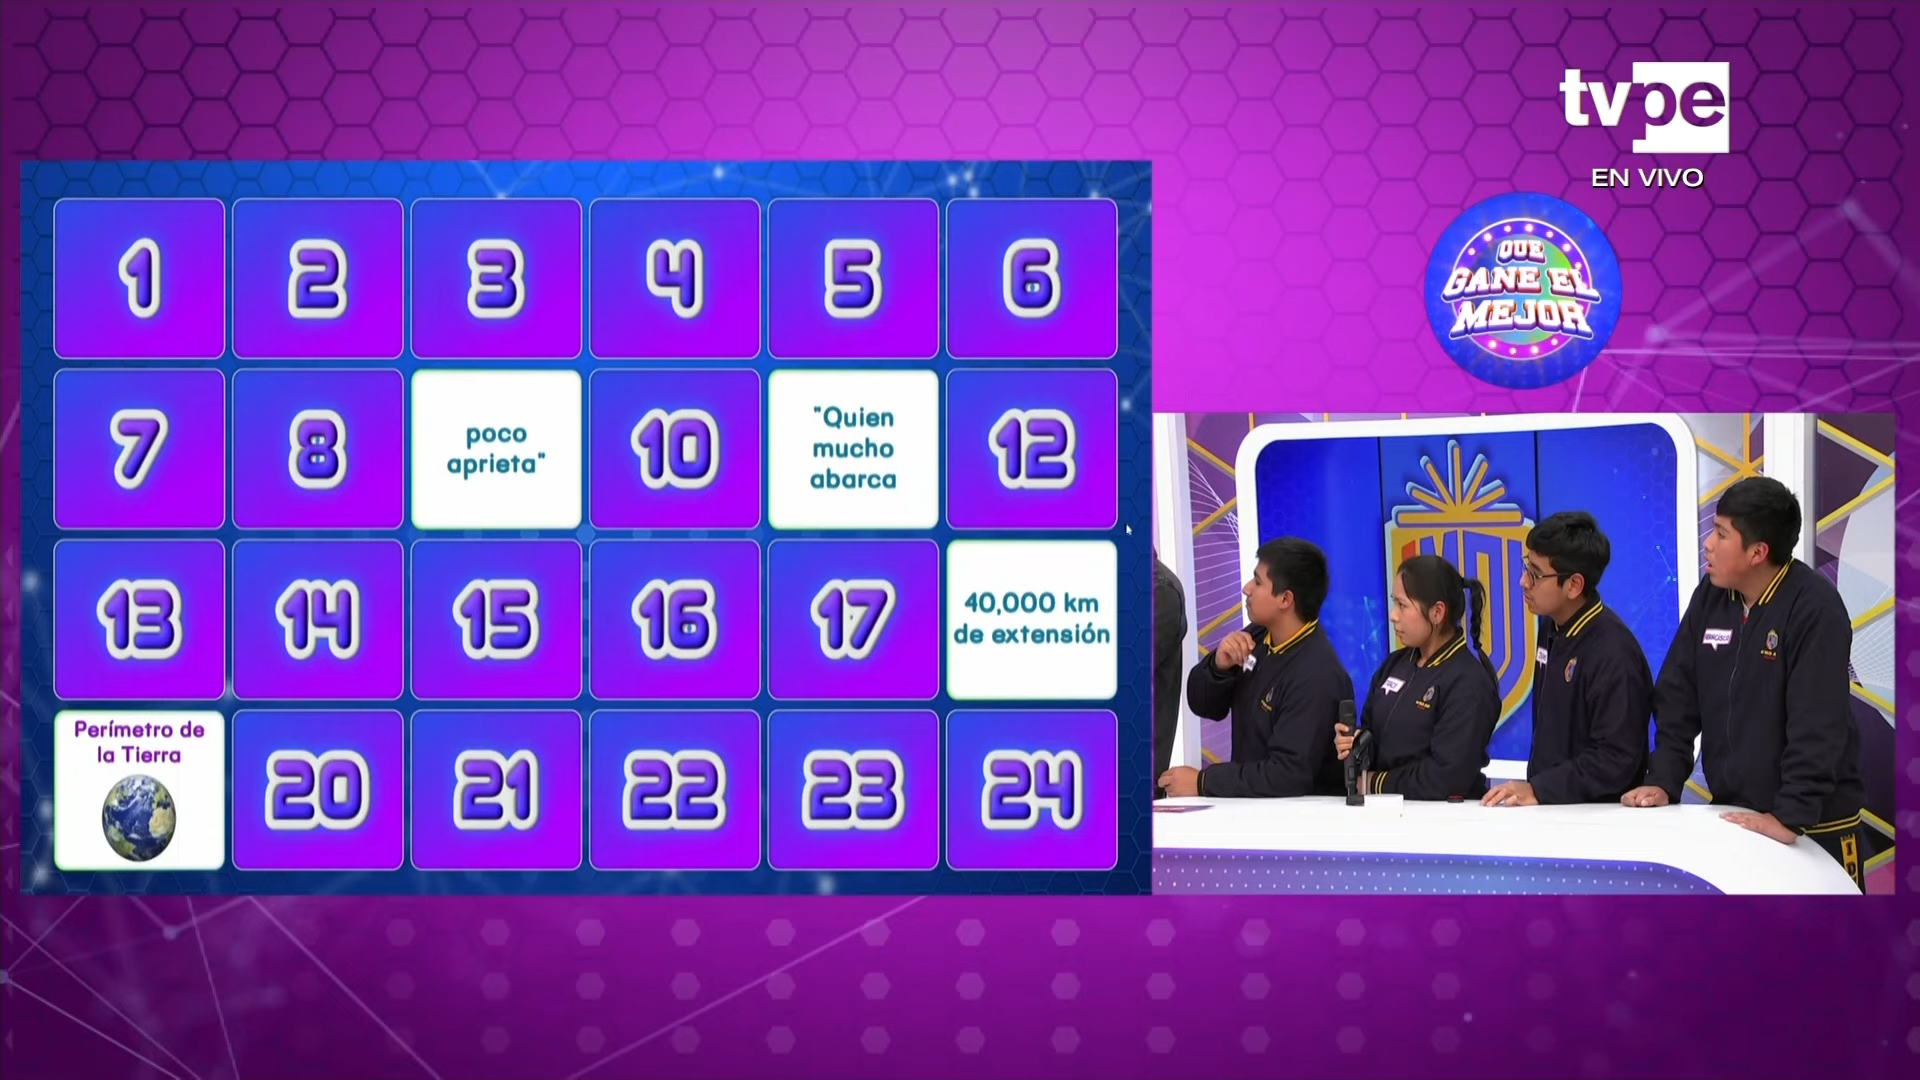 tvpe
EN VIVO
QUE
GANE EL
MEJOR
1 2 3 4 5 6
7 8
poco
aprieta"
10
"Quien
mucho
abarca
12
13 14 15 16 17
40,000 km
de extensión
Perímetro de
la Tierra
20 21 22 23 24